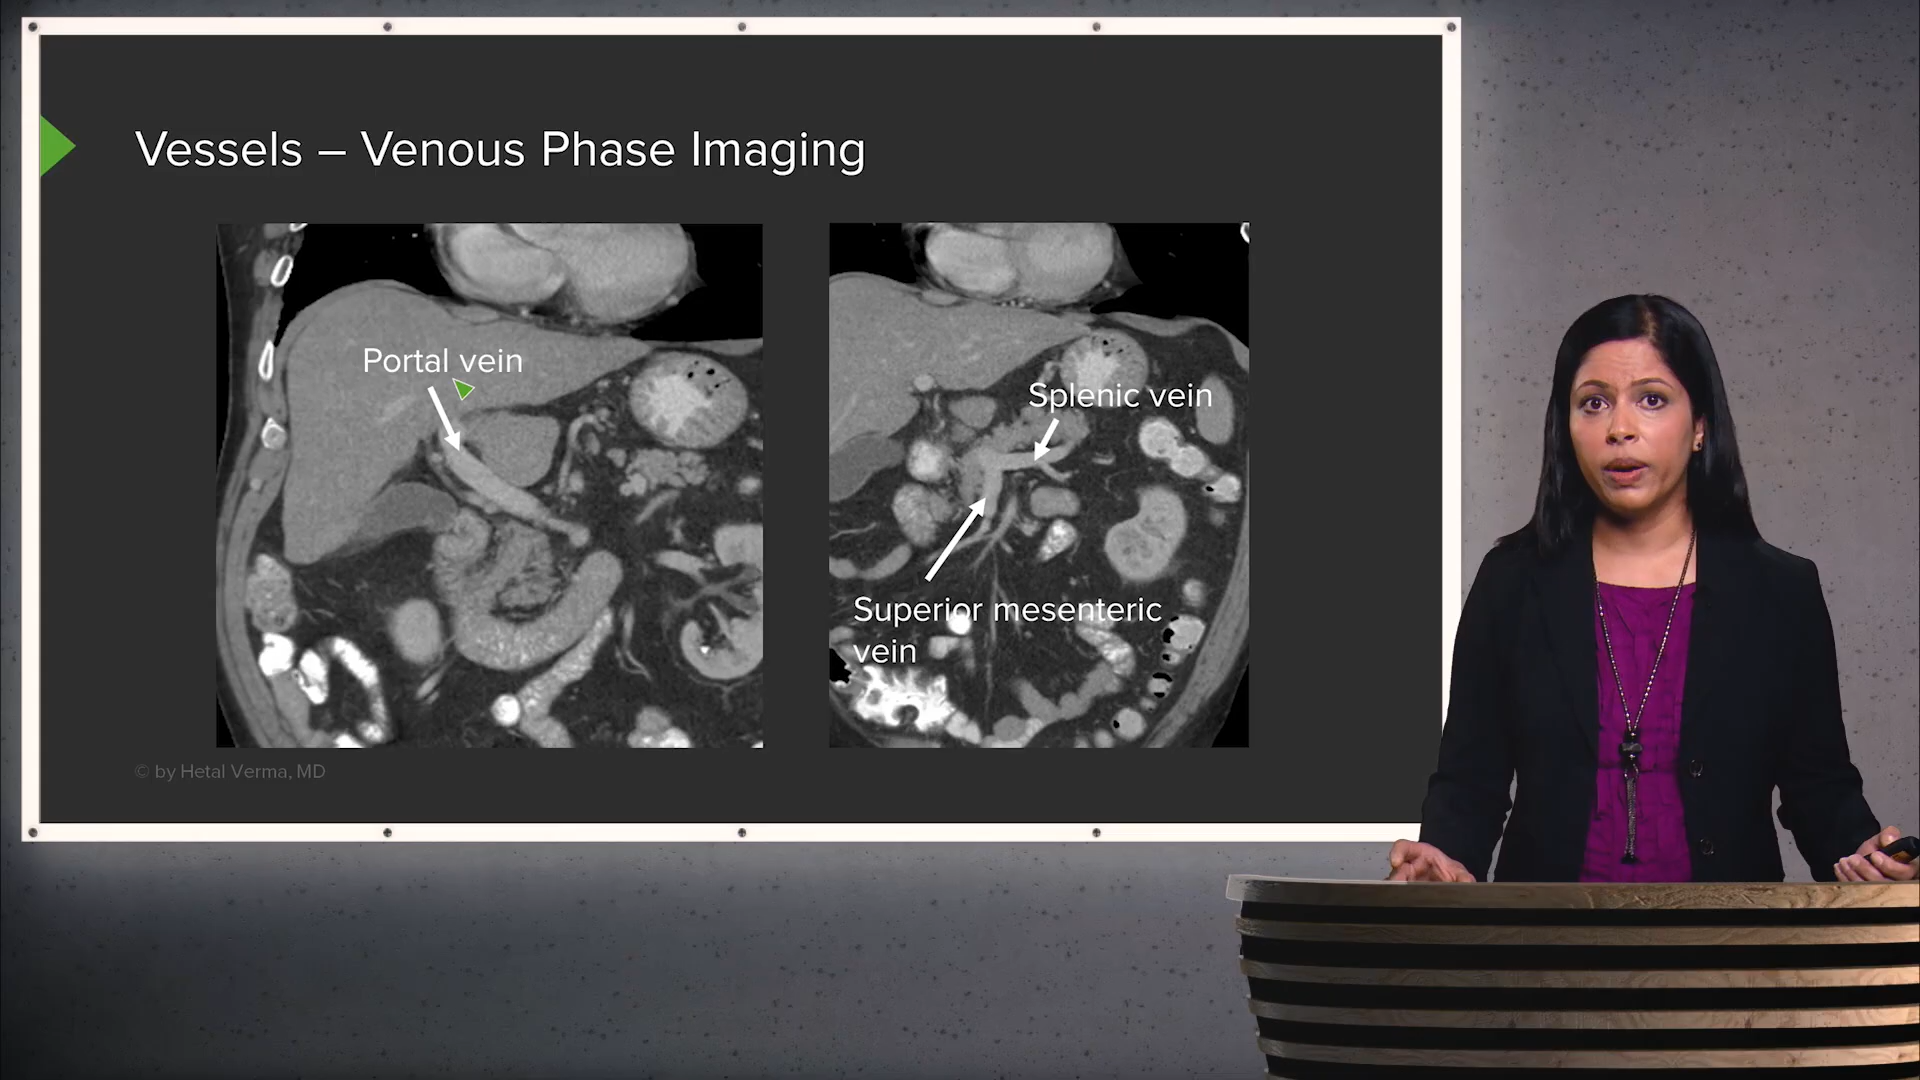 Vessels – Venous Phase Imaging
Portal vein
Splenic vein
Superior mesenteric
vein
© by Hetal Verma, MD